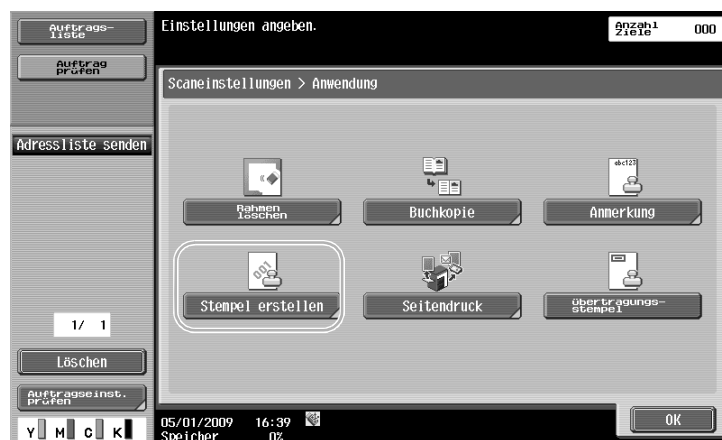 Auftrags-
liste
Auftrag
prüfen
Adressliste senden
1/ 1
Löschen
Auftragseinst.
prüfen
Y M C K
Einstellungen angeben.
Anzahl
Ziele 000
Scaneinstellungen > Anwendung
Rahmen
löschen
Buchkopie
abc123
Anmerkung
001
Stempel erstellen
Seitendruck
Übertragungs-
stempel
05/01/2009 16:39
Speicher 0%
OK